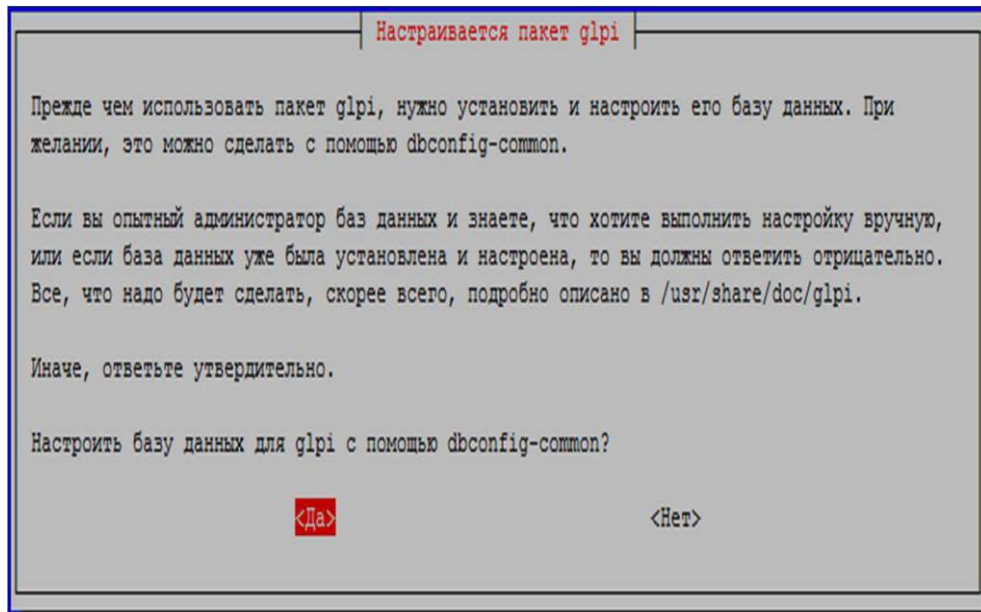 Настраивается пакет glpi
Прежде чем использовать пакет glpi, нужно установить и настроить его базу данных. При
желании, это можно сделать с помощью dbconfig-common.
Если вы опытный администратор баз данных и знаете, что хотите выполнить настройку вручную,
или если база данных уже была установлена и настроена, то вы должны ответить отрицательно.
Все, что надо будет сделать, скорее всего, подробно описано в /usr/share/doc/glpi.
Иначе, ответьте утвердительно.
Настроить базу данных для glpi с помощью dbconfig-common?
<Да> <Нет>